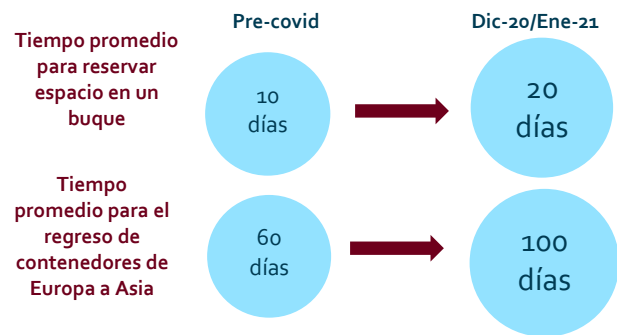 Pre-covid
Dic-20/Ene-21
Tiempo promedio
para reservar
espacio en un
buque
10
días
20
días
Tiempo
promedio para el
regreso de
contenedores de
Europa a Asia
60
días
100
días